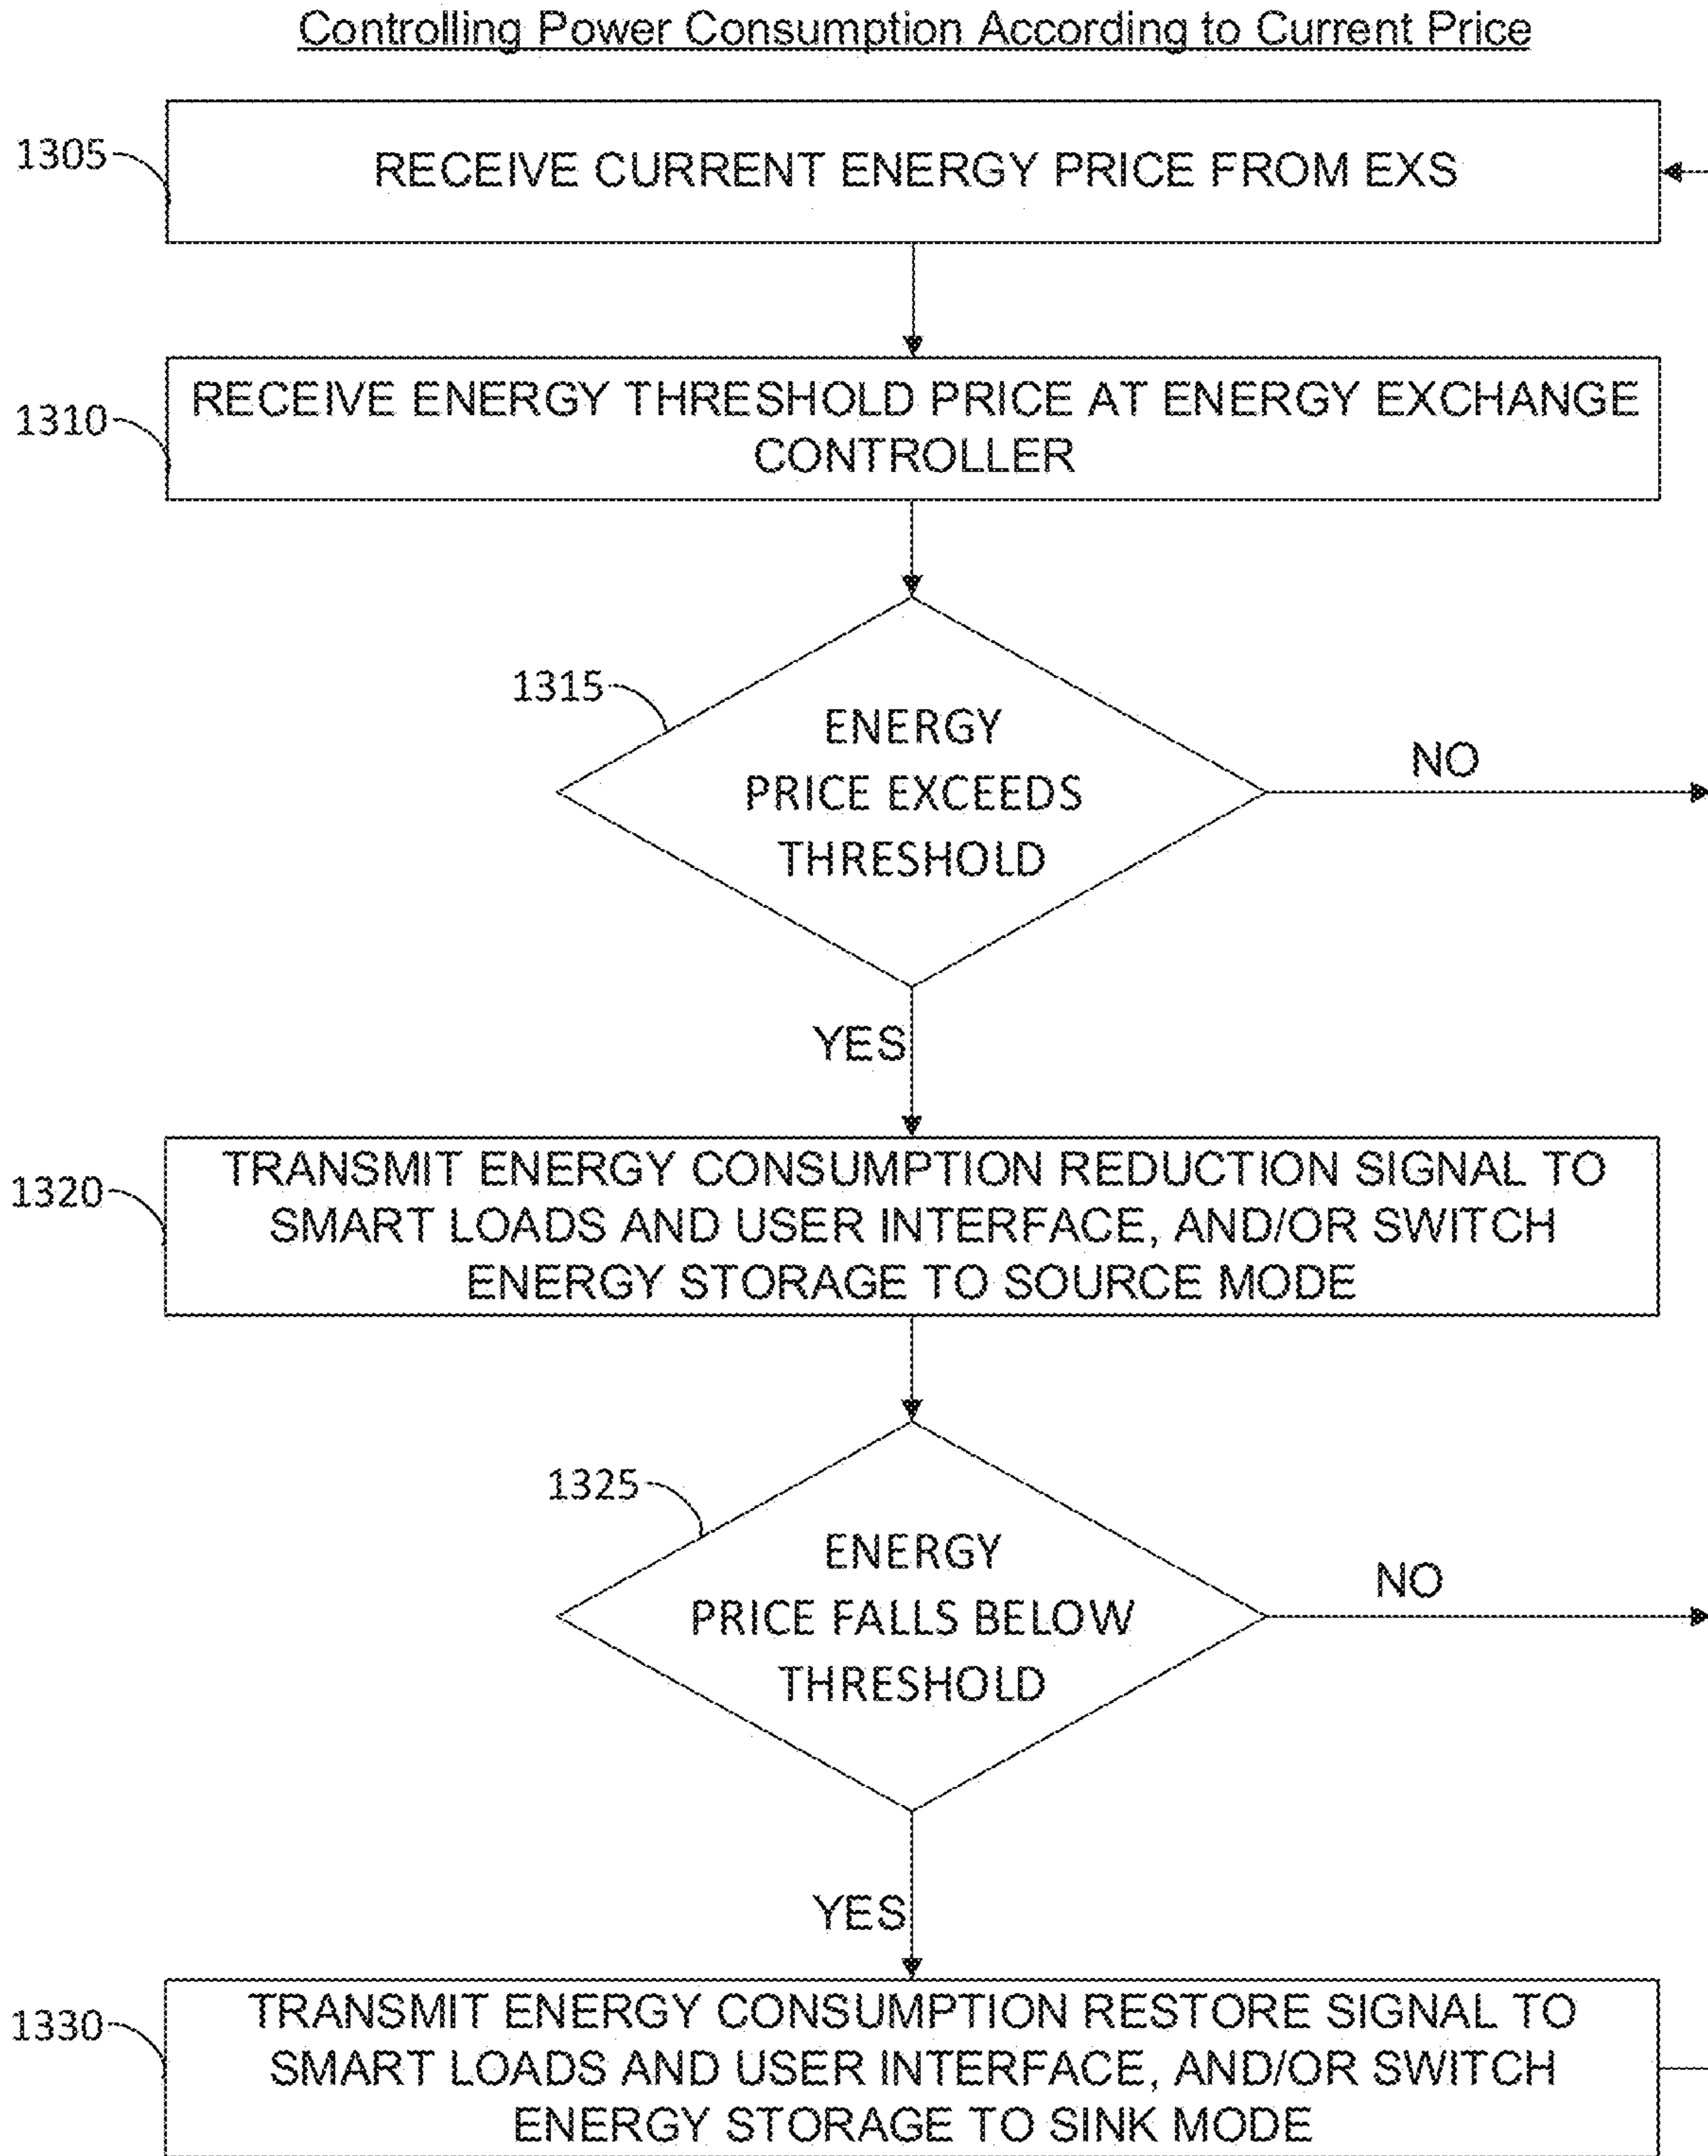 Controlling Power Consumption According to Current Price
1305
RECEIVE CURRENT ENERGY PRICE FROM EXS
1310
RECEIVE ENERGY THRESHOLD PRICE AT ENERGY EXCHANGE
CONTROLLER
1315
ENERGY
PRICE EXCEEDS
THRESHOLD
NO
YES
1320
TRANSMIT ENERGY CONSUMPTION REDUCTION SIGNAL TO
SMART LOADS AND USER INTERFACE, AND/OR SWITCH
ENERGY STORAGE TO SOURCE MODE
1325
ENERGY
PRICE FALLS BELOW
THRESHOLD
NO
YES
1330
TRANSMIT ENERGY CONSUMPTION RESTORE SIGNAL TO
SMART LOADS AND USER INTERFACE, AND/OR SWITCH
ENERGY STORAGE TO SINK MODE